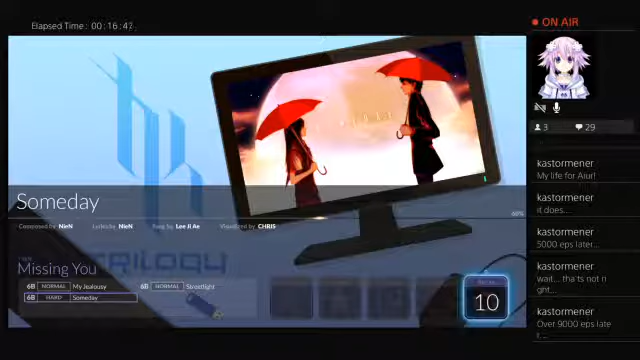 Elapsed Time : 00:16:42
ON AIR
3
29
Someday
66%
Composed by NieN
Lyrics by NieN
Sung by Lee Ji Ae
Visualized by CHRIS
TRILOGY
Missing You
6B NORMAL My Jealousy
6B NORMAL Streetlight
6B HARD Someday
10
kastormener
My life for Aiur!
kastormener
it does...
kastormener
5000 eps later...
kastormener
wait... thats not ri
ght...
kastormener
Over 9000 eps late
r...